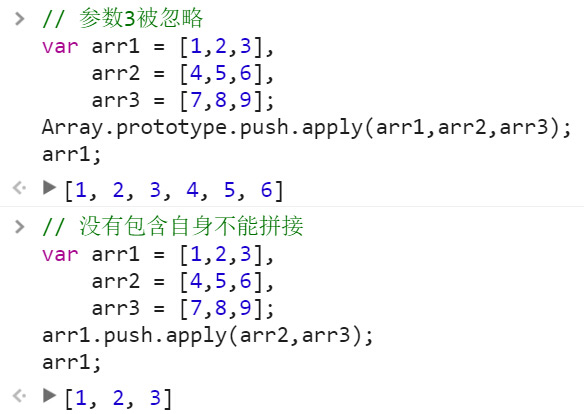 // 参数3被忽略
var arr1 = [1,2,3],
    arr2 = [4,5,6],
    arr3 = [7,8,9];
Array.prototype.push.apply(arr1,arr2,arr3);
arr1;
[1, 2, 3, 4, 5, 6]
// 没有包含自身不能拼接
var arr1 = [1,2,3],
    arr2 = [4,5,6],
    arr3 = [7,8,9];
arr1.push.apply(arr2,arr3);
arr1;
[1, 2, 3]